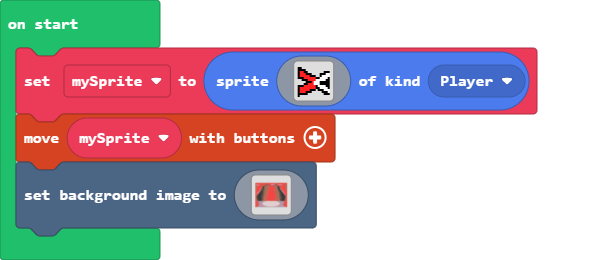 on start
set mySprite to sprite of kind Player
move mySprite with buttons
set background image to